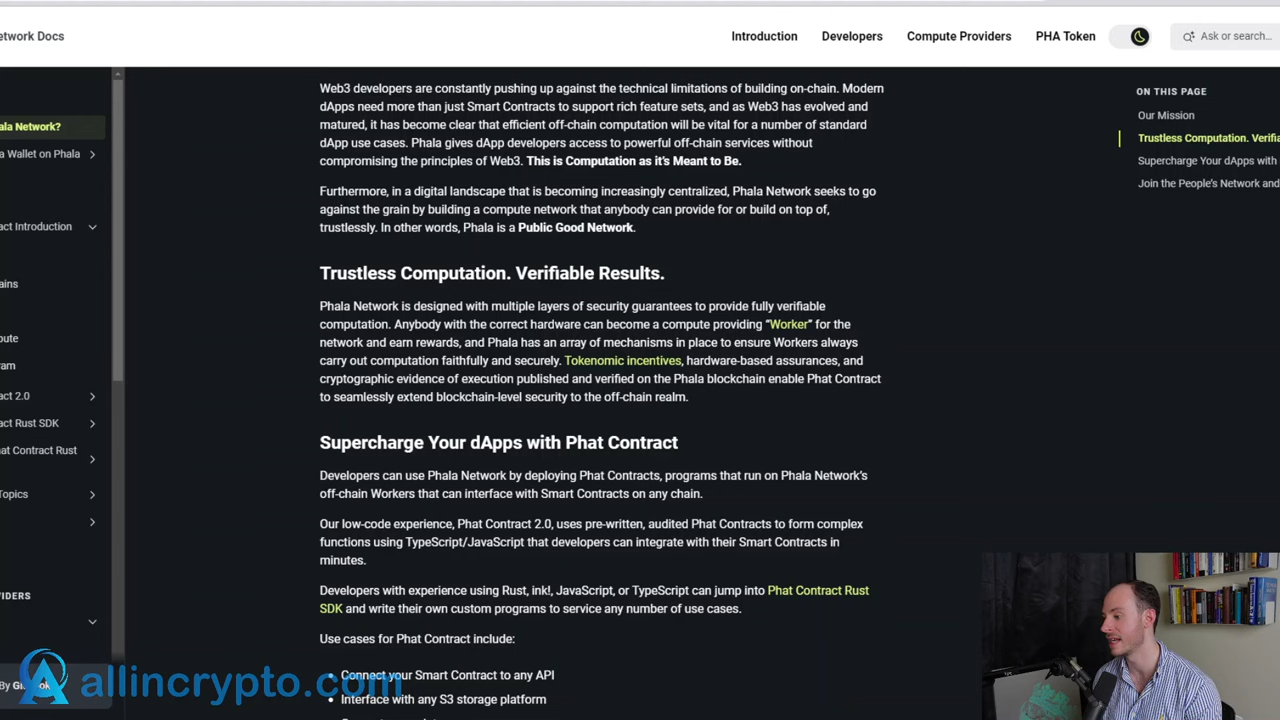 etwork Docs
Introduction
Developers
Compute Providers
PHA Token
Ask or search...
Web3 developers are constantly pushing up against the technical limitations of building on-chain. Modern
dApps need more than just Smart Contracts to support rich feature sets, and as Web3 has evolved and
matured, it has become clear that efficient off-chain computation will be vital for a number of standard
dApp use cases. Phala gives dApp developers access to powerful off-chain services without
compromising the principles of Web3. This is Computation as it's Meant to Be.
Furthermore, in a digital landscape that is becoming increasingly centralized, Phala Network seeks to go
against the grain by building a compute network that anybody can provide for or build on top of,
trustlessly. In other words, Phala is a Public Good Network.
Trustless Computation. Verifiable Results.
Phala Network is designed with multiple layers of security guarantees to provide fully verifiable
computation. Anybody with the correct hardware can become a compute providing “Worker” for the
network and earn rewards, and Phala has an array of mechanisms in place to ensure Workers always
carry out computation faithfully and securely. Tokenomic incentives, hardware-based assurances, and
cryptographic evidence of execution published and verified on the Phala blockchain enable Phat Contract
to seamlessly extend blockchain-level security to the off-chain realm.
Supercharge Your dApps with Phat Contract
Developers can use Phala Network by deploying Phat Contracts, programs that run on Phala Network's
off-chain Workers that can interface with Smart Contracts on any chain.
Our low-code experience, Phat Contract 2.0, uses pre-written, audited Phat Contracts to form complex
functions using TypeScript/JavaScript that developers can integrate with their Smart Contracts in
minutes.
Developers with experience using Rust, ink!, JavaScript, or TypeScript can jump into Phat Contract Rust
SDK and write their own custom programs to service any number of use cases.
Use cases for Phat Contract include:
• Connect your Smart Contract to any API
• Interface with any S3 storage platform
ala Network?
a Wallet on Phala
act Introduction
ains
oute
ram
act 2.0
act Rust SDK
at Contract Rust
Topics
VIDERS
By
allincrypto.com
ON THIS PAGE
Our Mission
Trustless Computation. Verifia
Supercharge Your dApps with
Join the People's Network and